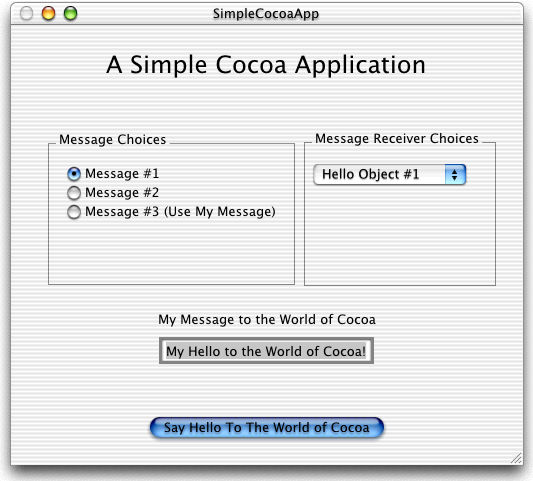 SimpleCocoaApp
A Simple Cocoa Application
Message Choices
Message #1
Message #2
Message #3 (Use My Message)
Message Receiver Choices
Hello Object #1
My Message to the World of Cocoa
My Hello to the World of Cocoa!
Say Hello To The World of Cocoa